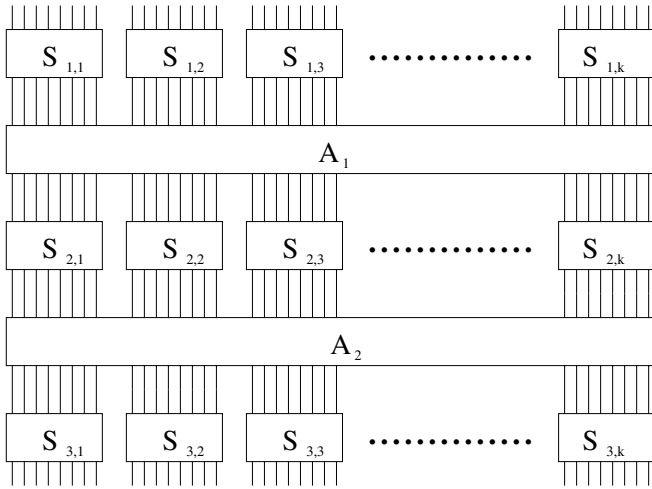 S 1,1 S 1,2 S 1,3 S 1,k
A 1
S 2,1 S 2,2 S 2,3 S 2,k
A 2
S 3,1 S 3,2 S 3,3 S 3,k